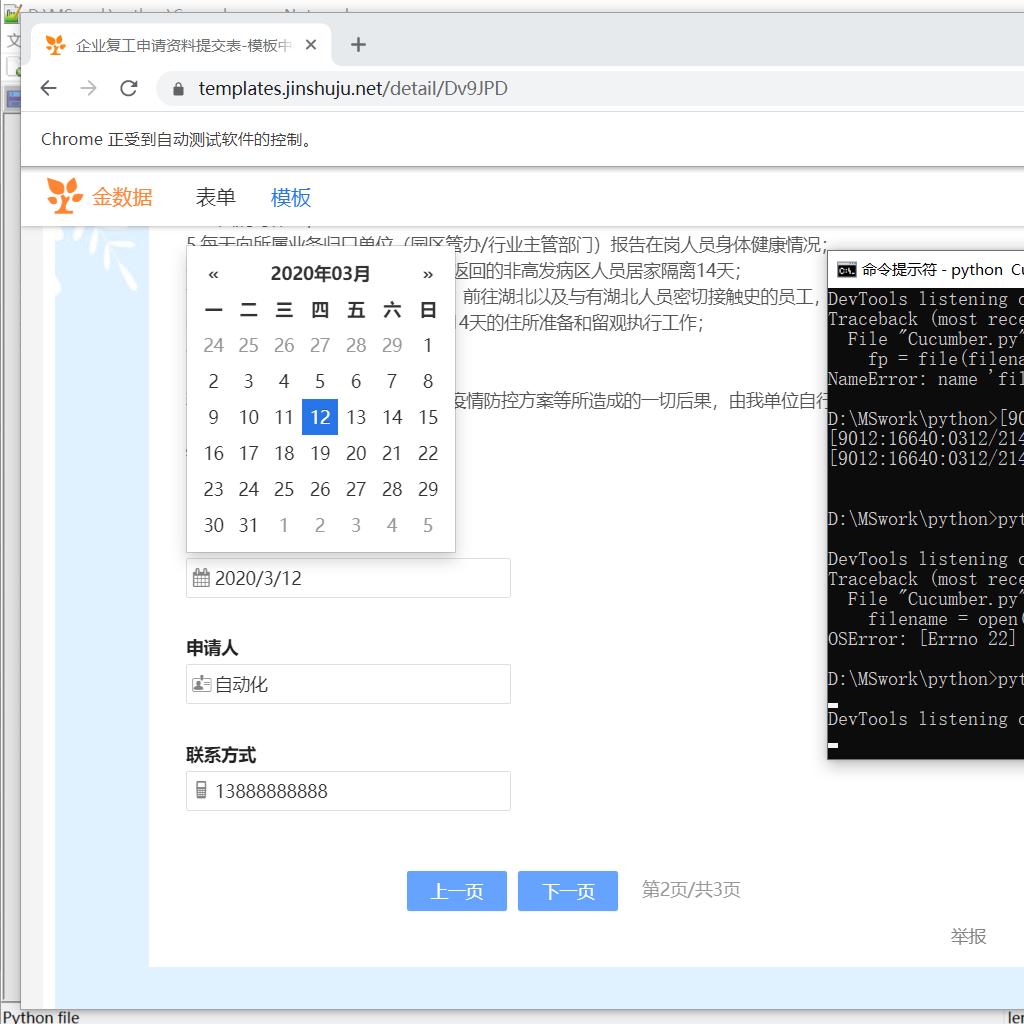 企业复工申请资料提交表-模板中
templates.jinshuju.net/detail/Dv9JPD
Chrome 正受到自动测试软件的控制。
金数据 表单 模板
5.每天向所属业务归口单位（园区管办/行业主管部门）报告在岗人员身体健康情况；
返回的非高发病区人员居家隔离14天；
前往湖北以及与有湖北人员密切接触史的员工，
14天的住所准备和留观执行工作；
疫情防控方案等所造成的一切后果，由我单位自行
« 2020年03月 »
一 二 三 四 五 六 日
24 25 26 27 28 29 1
2 3 4 5 6 7 8
9 10 11 12 13 14 15
16 17 18 19 20 21 22
23 24 25 26 27 28 29
30 31 1 2 3 4 5
2020/3/12
申请人
自动化
联系方式
13888888888
上一页 下一页 第2页/共3页
举报
命令提示符 - python Cu
DevTools listening o
Traceback (most rece
File "Cucumber.py"
fp = file(filena
NameError: name 'fil
D:\MSwork\python>[90
[9012:16640:0312/214
[9012:16640:0312/214
D:\MSwork\python>pyt
DevTools listening o
Traceback (most rece
File "Cucumber.py"
filename = open(
OSError: [Errno 22]
D:\MSwork\python>pyt
DevTools listening o
文
Python file
ler